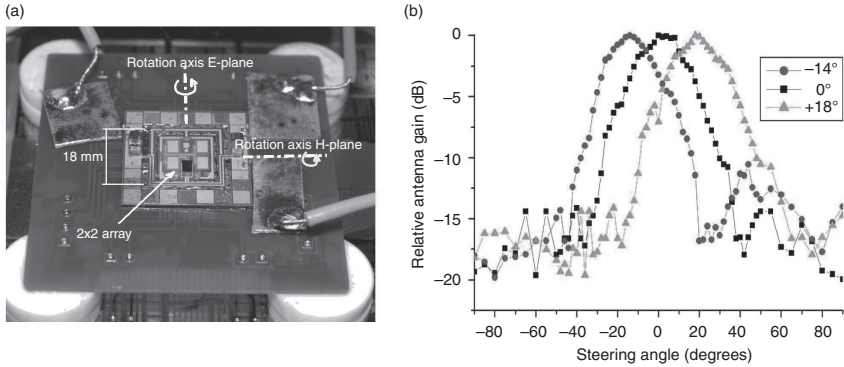 (a)
Rotation axis E-plane
Rotation axis H-plane
18 mm
2x2 array
(b)
Relative antenna gain (dB)
0
−5
−10
−15
−20
−14°
0°
+18°
−80 −60 −40 −20 0 20 40 60 80
Steering angle (degrees)